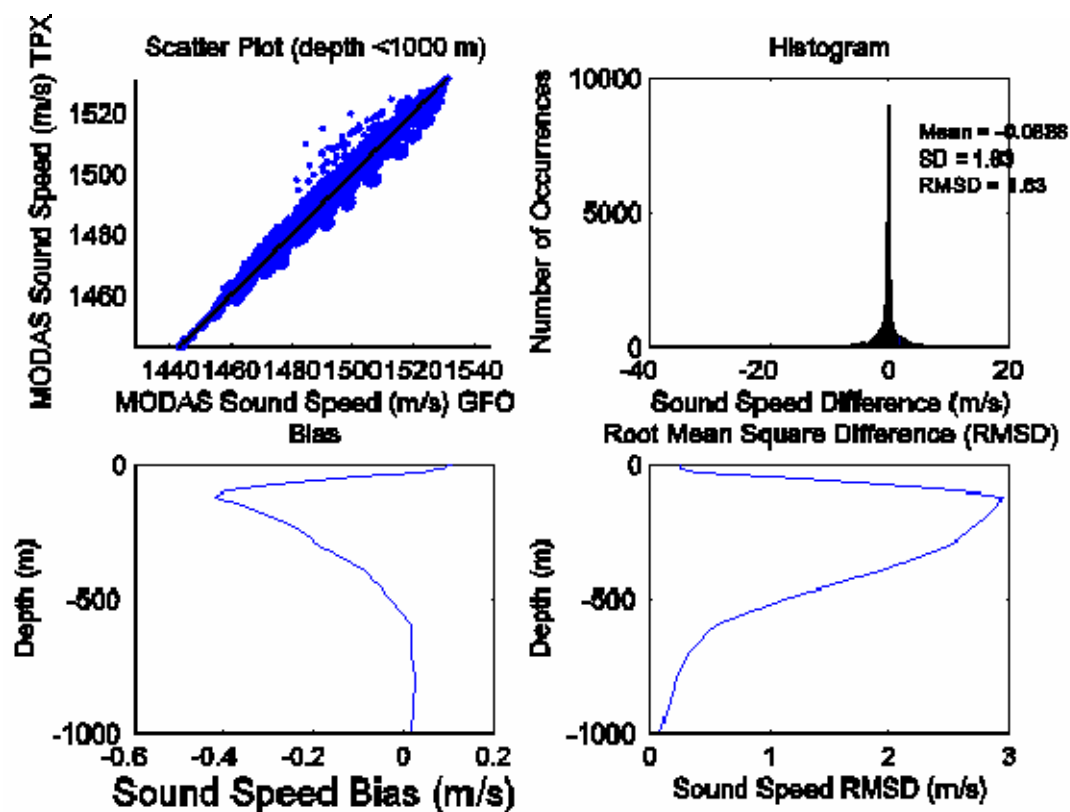 Scatter Plot (depth <1000 m)
MODAS Sound Speed (m/s) TPX
1520
1500
1480
1460
1440 1460 1480 1500 1520 1540
MODAS Sound Speed (m/s) GFO
Histogram
Number of Occurrences
10000
5000
0
Mean =
SD =
RMSD =
-40 -20 0 20
Sound Speed Difference (m/s)
Bias
Depth (m)
0
-500
-1000
-0.6 -0.4 -0.2 0 0.2
Sound Speed Bias (m/s)
Root Mean Square Difference (RMSD)
Depth (m)
0
-500
-1000
0 1 2 3
Sound Speed RMSD (m/s)